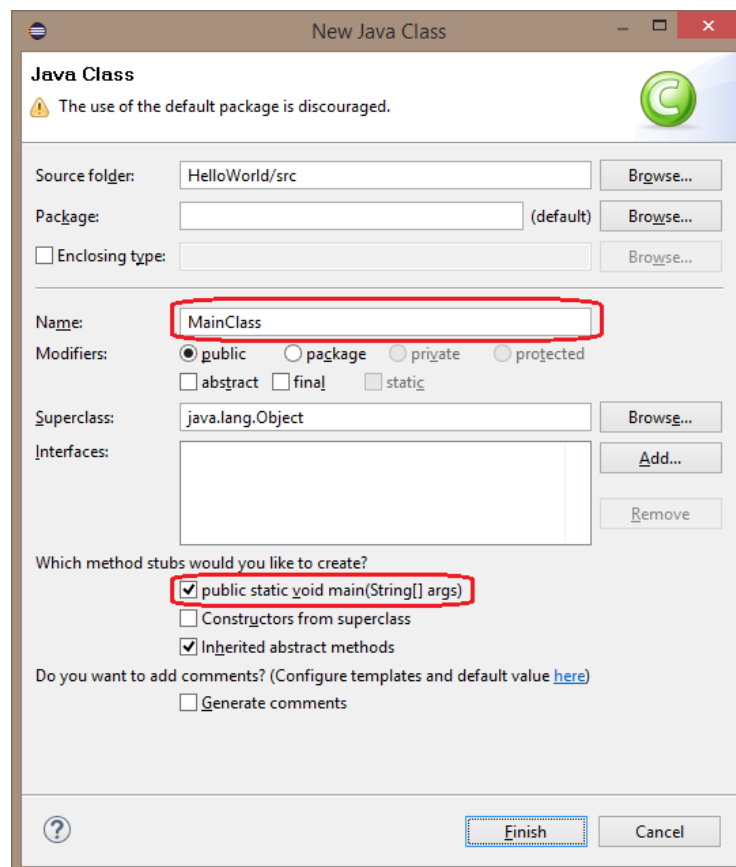 New Java Class
Java Class
The use of the default package is discouraged.
Source folder: HelloWorld/src Browse...
Package: (default) Browse...
Enclosing type: Browse...
Name: MainClass
Modifiers: public package private protected
abstract final static
Superclass: java.lang.Object Browse...
Interfaces: Add...
Remove
Which method stubs would you like to create?
public static void main(String[] args)
Constructors from superclass
Inherited abstract methods
Do you want to add comments? (Configure templates and default value here)
Generate comments
? Finish Cancel